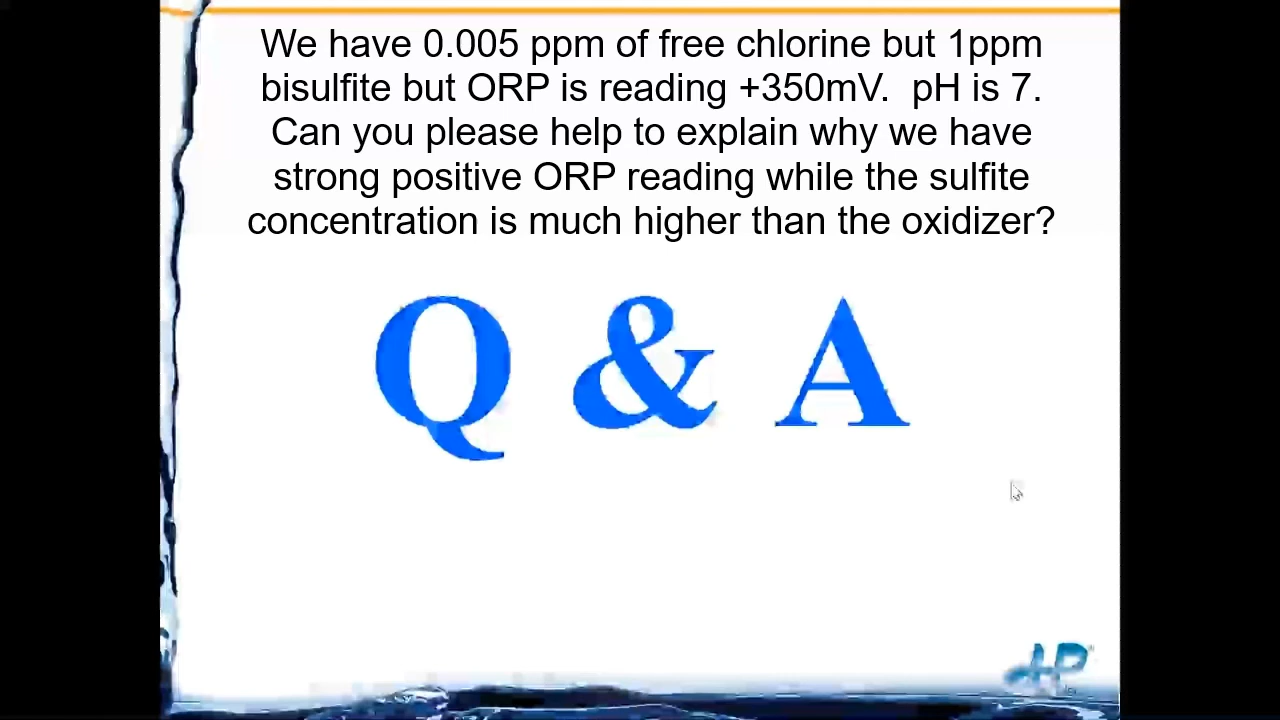 We have 0.005 ppm of free chlorine but 1ppm
bisulfite but ORP is reading +350mV.  pH is 7.
Can you please help to explain why we have
strong positive ORP reading while the sulfite
concentration is much higher than the oxidizer?
Q & A